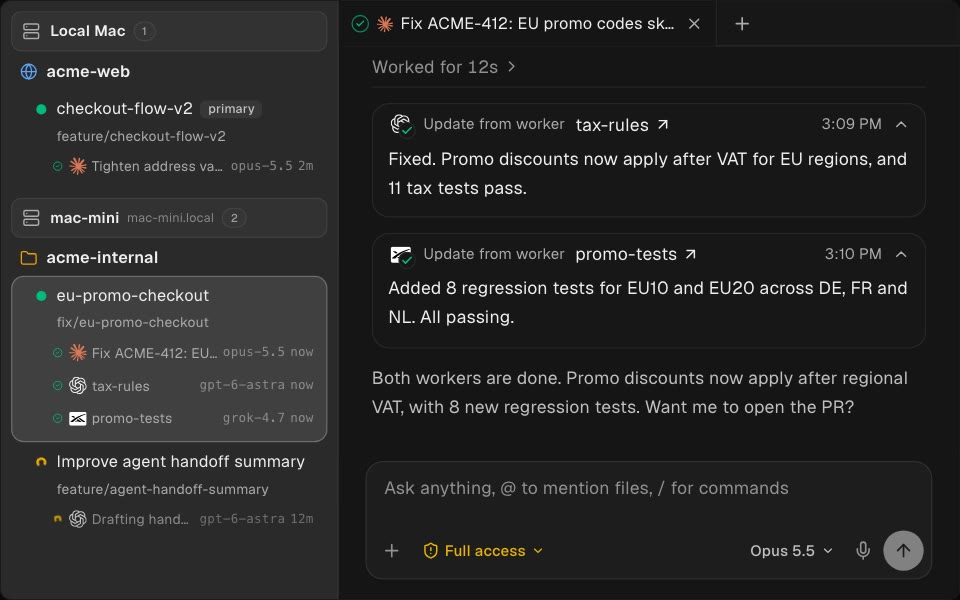 Local Mac 1
acme-web
checkout-flow-v2 primary
feature/checkout-flow-v2
Tighten address va... opus-5.5 2m
mac-mini mac-mini.local 2
acme-internal
eu-promo-checkout
fix/eu-promo-checkout
Fix ACME-412: EU... opus-5.5 now
tax-rules gpt-6-astra now
promo-tests grok-4.7 now
Improve agent handoff summary
feature/agent-handoff-summary
Drafting hand... gpt-6-astra 12m
Fix ACME-412: EU promo codes sk...
Worked for 12s
Update from worker tax-rules 3:09 PM
Fixed. Promo discounts now apply after VAT for EU regions, and
11 tax tests pass.
Update from worker promo-tests 3:10 PM
Added 8 regression tests for EU10 and EU20 across DE, FR and
NL. All passing.
Both workers are done. Promo discounts now apply after regional
VAT, with 8 new regression tests. Want me to open the PR?
Ask anything, @ to mention files, / for commands
Full access Opus 5.5